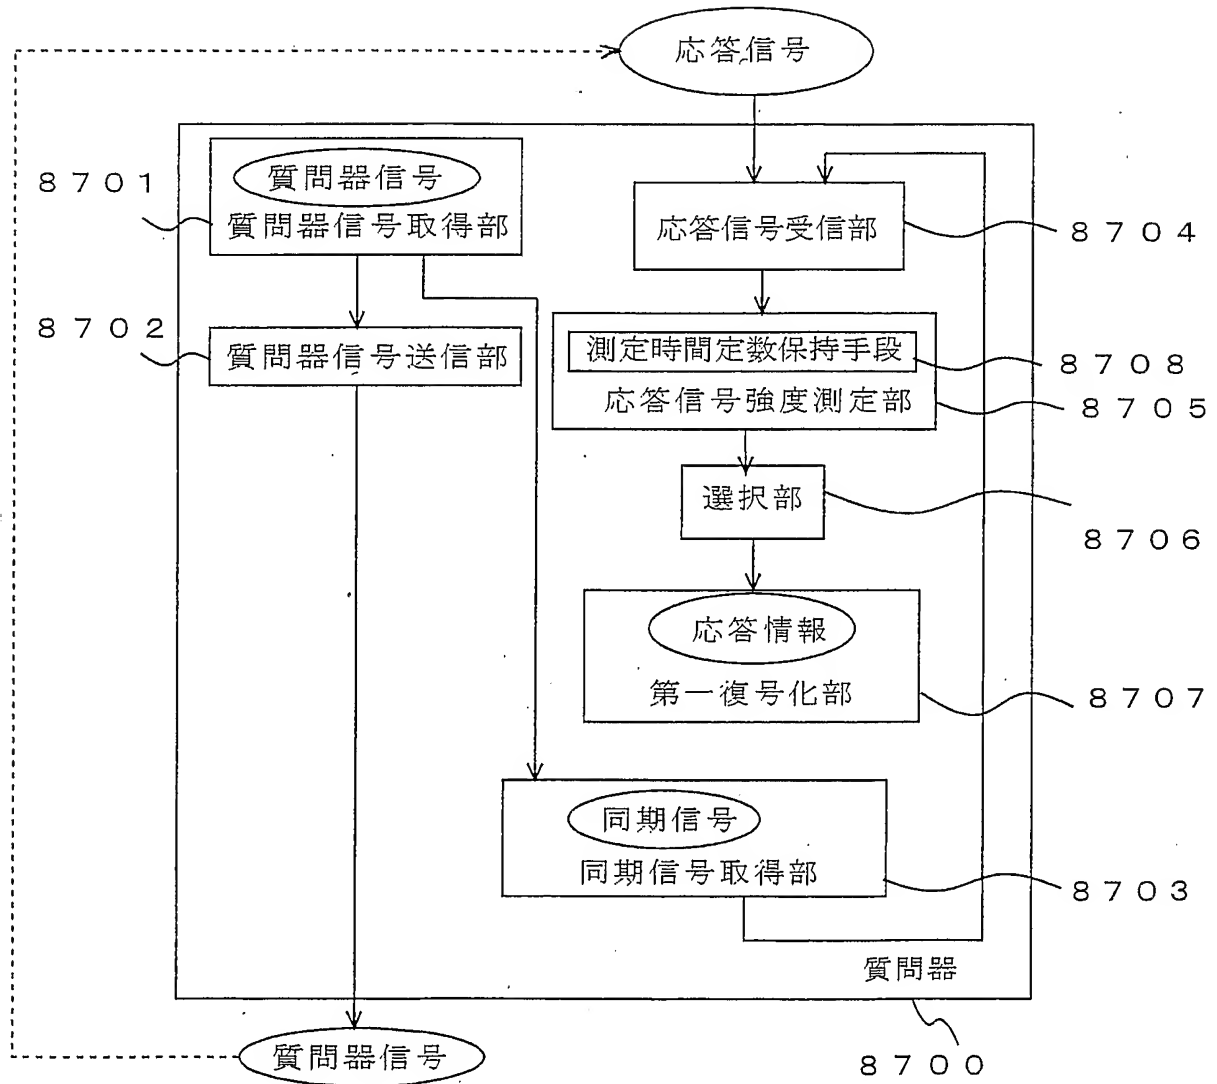 応答信号
８７０１
質問器信号
質問器信号取得部
応答信号受信部
８７０４
８７０２
質問器信号送信部
測定時間定数保持手段
８７０８
応答信号強度測定部
８７０５
選択部
８７０６
応答情報
第一復号化部
８７０７
同期信号
同期信号取得部
８７０３
質問器
質問器信号
８７００